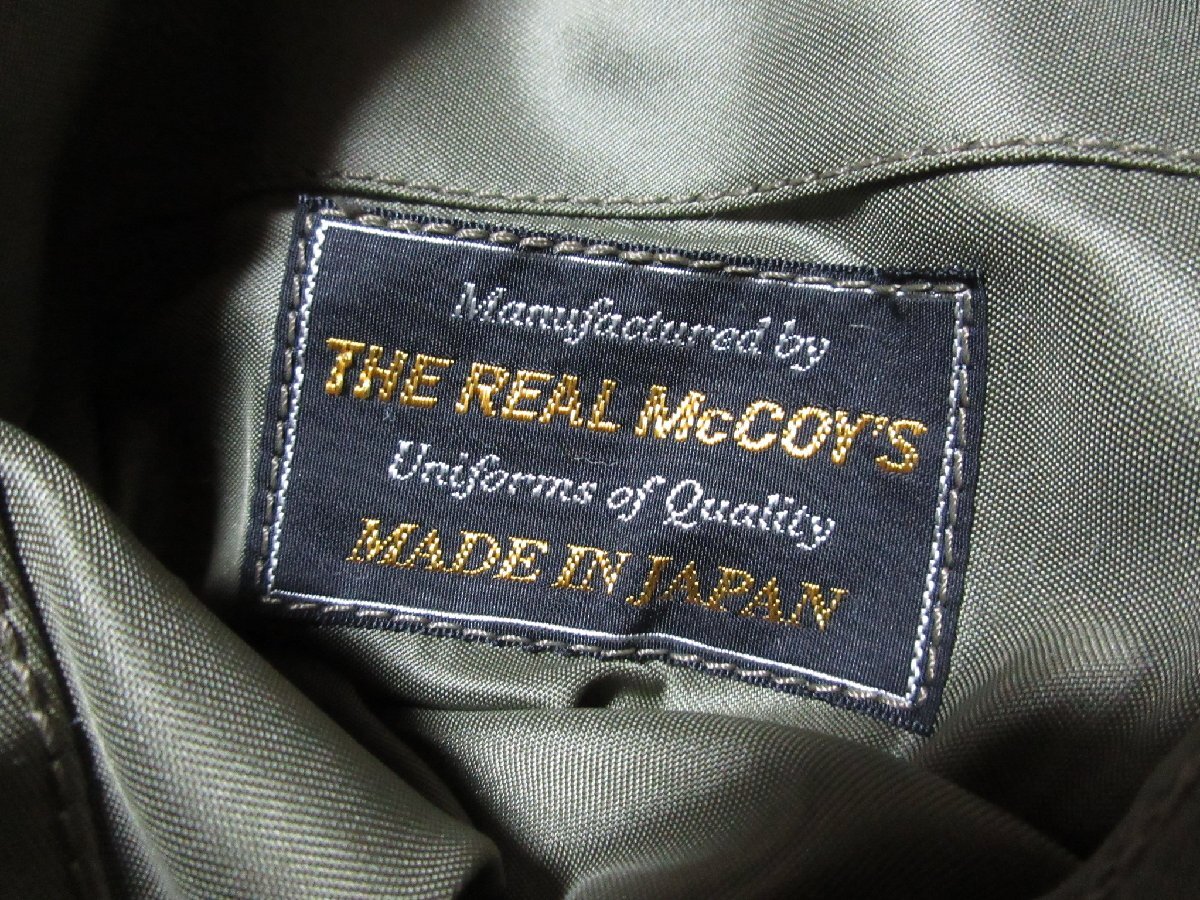 Manufactured by
THE REAL McCOY'S
Uniforms of Quality
MADE IN JAPAN